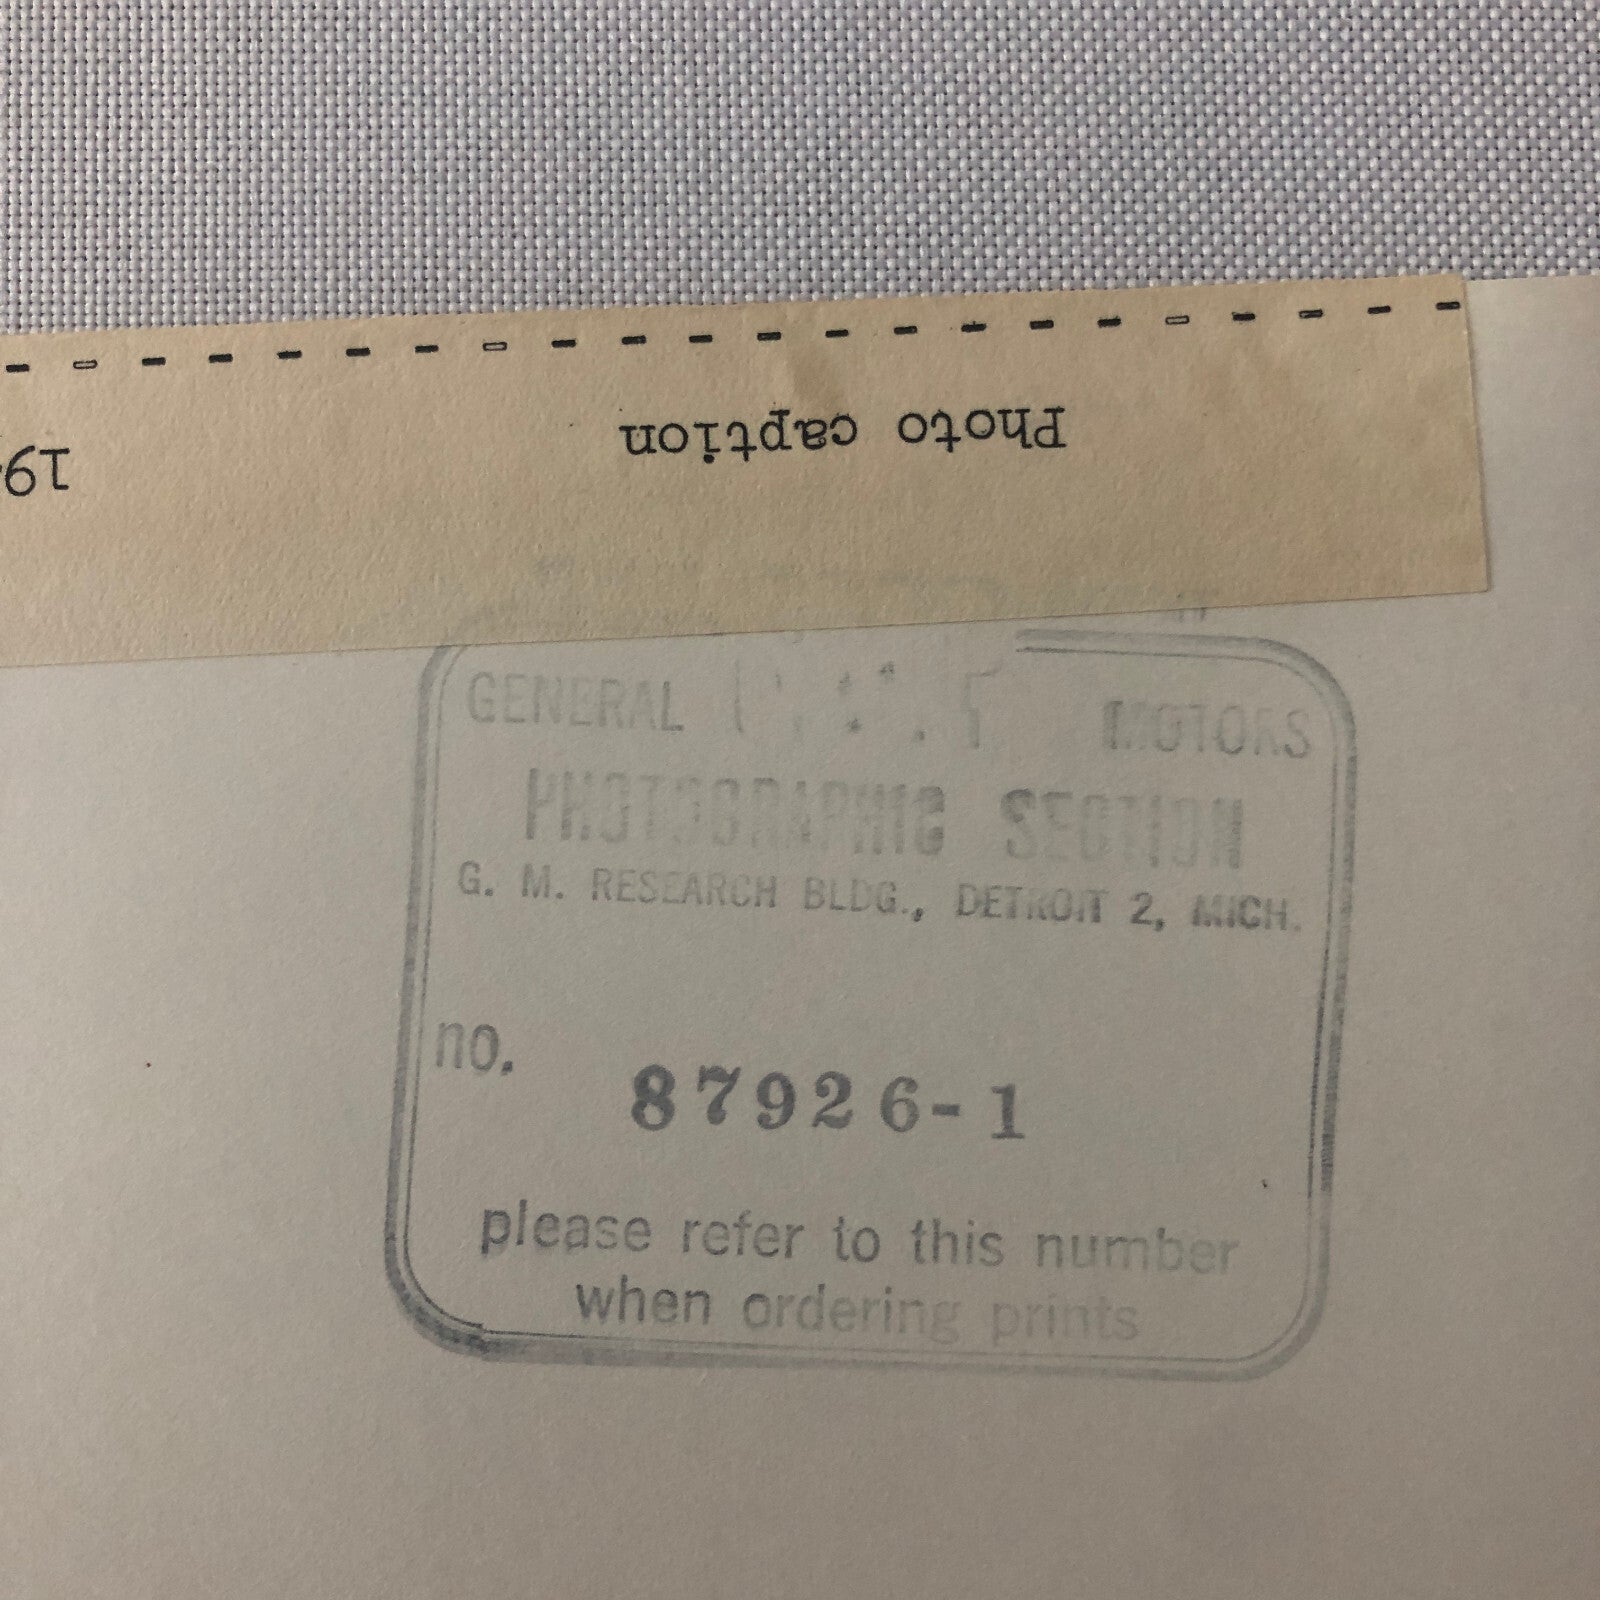 Photo caption
19
GENERAL MOTORS
PHOTOGRAPHIC SECTION
G. M. RESEARCH BLDG., DETROIT 2, MICH.
no.
87926-1
please refer to this number
when ordering prints